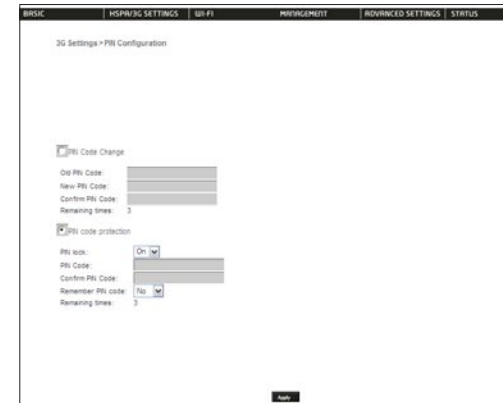 BASIC HSPA/3G SETTINGS WI-FI MANAGEMENT ADVANCED SETTINGS STATUS
3G Settings > PIN Configuration
PIN Code Change
Old PIN Code:
New PIN Code:
Confirm PIN Code:
Remaining times: 3
PIN code protection
PIN lock: On
PIN Code:
Confirm PIN Code:
Remember PIN code: No
Remaining times: 3
Apply